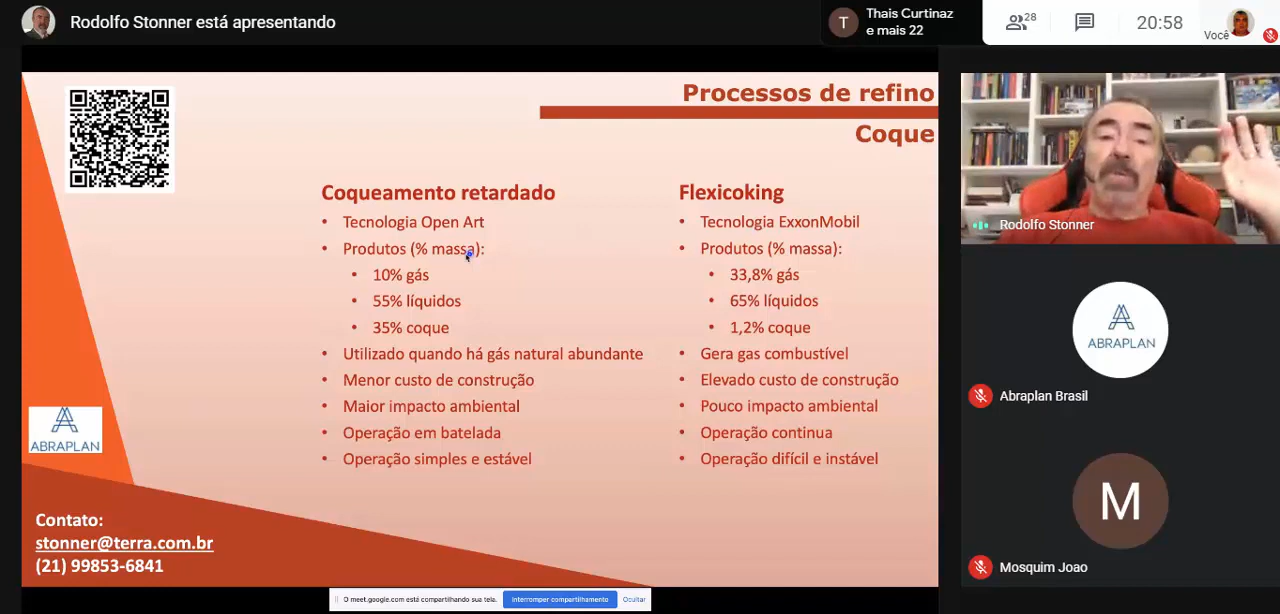 Rodolfo Stonner está apresentando
T
Thais Curtinaz
e mais 22
28
20:58
Você
Processos de refino
Coque
Coqueamento retardado
• Tecnologia Open Art
• Produtos (% massa):
• 10% gás
• 55% líquidos
• 35% coque
• Utilizado quando há gás natural abundante
• Menor custo de construção
• Maior impacto ambiental
• Operação em batelada
• Operação simples e estável
Flexicoking
• Tecnologia ExxonMobil
• Produtos (% massa):
• 33,8% gás
• 65% líquidos
• 1,2% coque
• Gera gas combustível
• Elevado custo de construção
• Pouco impacto ambiental
• Operação continua
• Operação difícil e instável
ABRAPLAN
Contato:
stonner@terra.com.br
(21) 99853-6841
Rodolfo Stonner
ABRAPLAN
Abraplan Brasil
M
Mosquim Joao
O meet.google.com está compartilhando sua tela.
Interromper compartilhamento
Ocultar